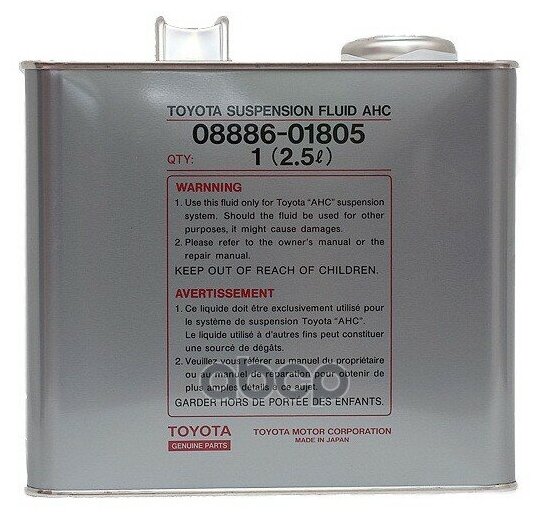 TOYOTA SUSPENSION FLUID AHC
08886-01805
QTY: 1 (2.5ℓ)
WARNNING
1. Use this fluid only for Toyota "AHC" suspension
system. Should the fluid be used for other
purposes, it might cause damages.
2. Please refer to the owner's manual or the
repair manual.
KEEP OUT OF REACH OF CHILDREN.
AVERTISSEMENT
1. Ce liquide doit être exclusivement utilisé pour
le système de suspension Toyota "AHC".
Le liquide utilisé à d'autres fins peut constituer
une source de dégâts.
2. Veuillez vous référer au manuel du propriétaire
ou au manuel de réparation pour obtenir de
plus amples détails à ce sujet.
GARDER HORS DE PORTÉE DES ENFANTS.
TOYOTA
GENUINE PARTS
TOYOTA MOTOR CORPORATION
MADE IN JAPAN